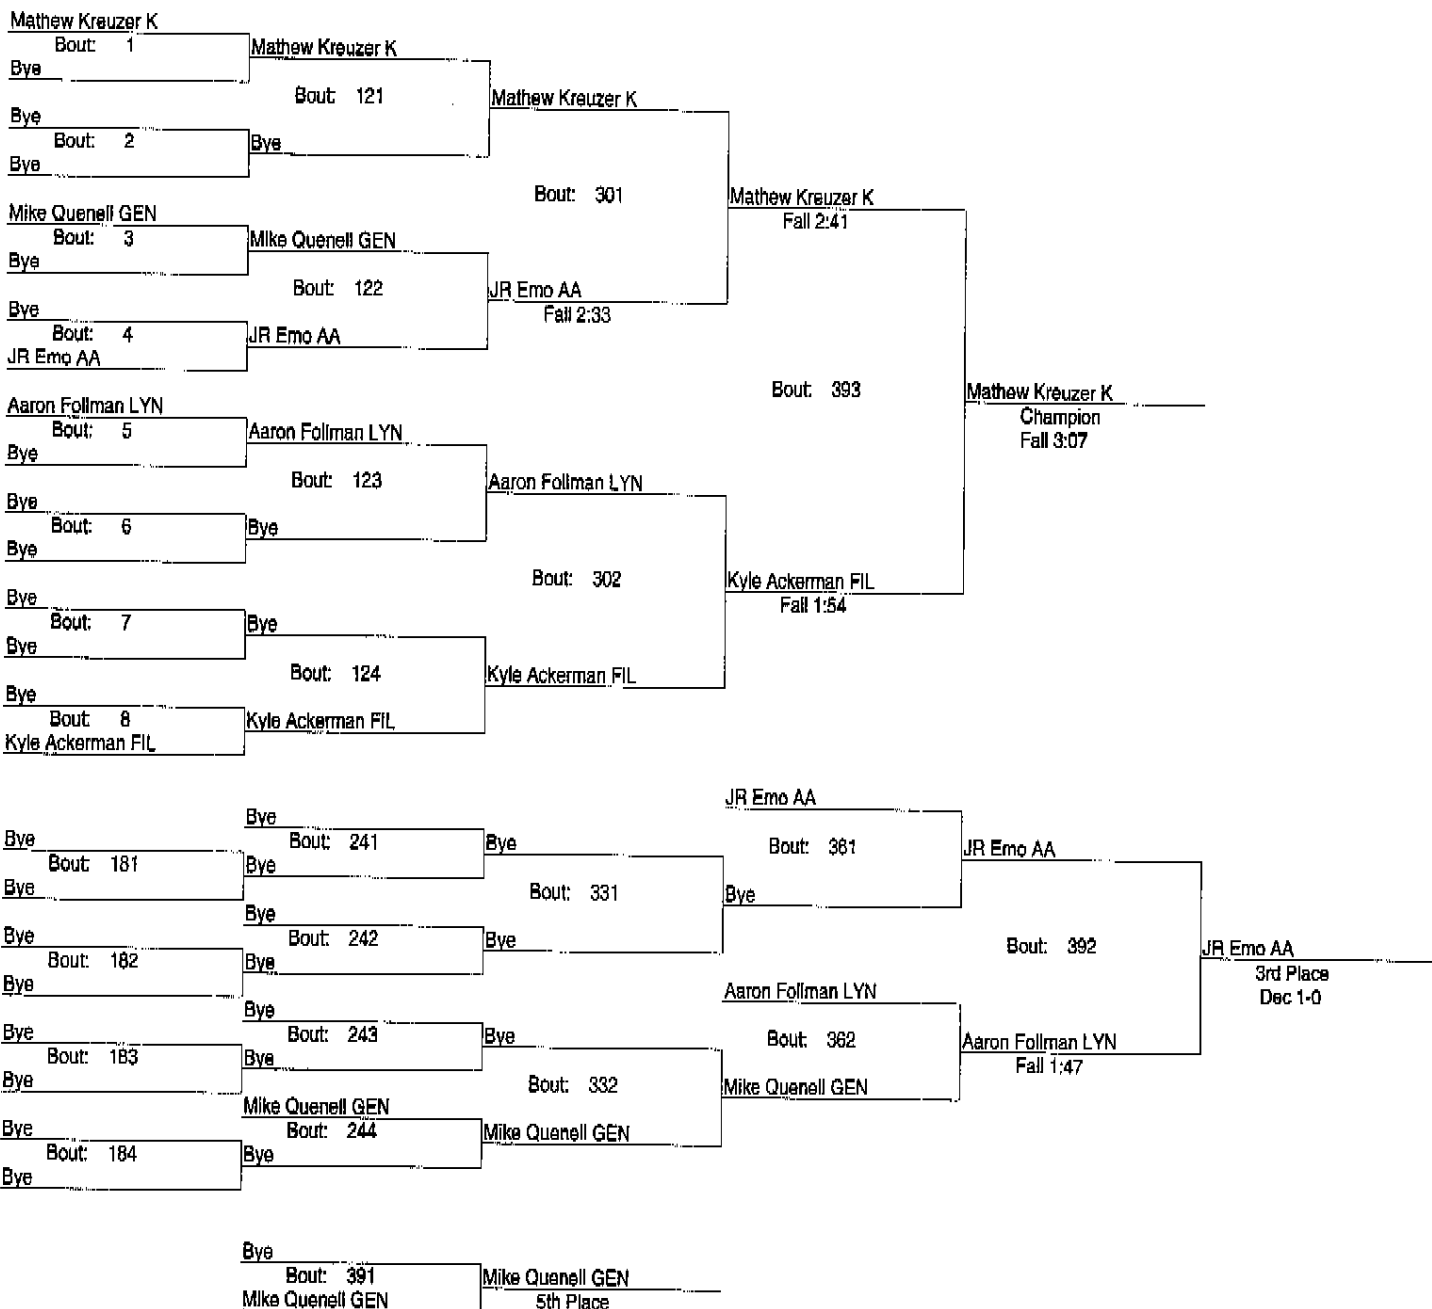 Mathew Kreuzer K
Bout: 1
Bye
Mathew Kreuzer K
Bout: 121
Bye
Bout: 2
Bye
Bye
Mathew Kreuzer K
Bout: 301
Mike Quenell GEN
Bout: 3
Bye
Mike Quenell GEN
Bout: 122
Bye
Bout: 4
JR Emo AA
JR Emo AA
JR Emo AA
Fall 2:33
Mathew Kreuzer K
Fall 2:41
Bout: 393
Aaron Follman LYN
Bout: 5
Bye
Aaron Follman LYN
Bout: 123
Bye
Bout: 6
Bye
Bye
Aaron Follman LYN
Bout: 302
Bye
Bout: 7
Bye
Bye
Bout: 124
Bye
Bout: 8
Kyle Ackerman FIL
Kyle Ackerman FIL
Kyle Ackerman FIL
Kyle Ackerman FIL
Fall 1:54
Mathew Kreuzer K
Champion
Fall 3:07
Bye
Bout: 181
Bye
Bye
Bout: 241
Bye
Bye
Bout: 331
Bye
Bout: 182
Bye
Bye
Bout: 242
Bye
Bye
JR Emo AA
Bout: 361
Bye
JR Emo AA
Bout: 392
Bye
Bout: 183
Bye
Bye
Bout: 243
Bye
Bye
Bout: 332
Bye
Bout: 184
Bye
Mike Quenell GEN
Bout: 244
Bye
Mike Quenell GEN
Aaron Follman LYN
Bout: 362
Mike Quenell GEN
Aaron Follman LYN
Fall 1:47
JR Emo AA
3rd Place
Dec 1-0
Bye
Bout: 391
Mike Quenell GEN
Mike Quenell GEN
5th Place